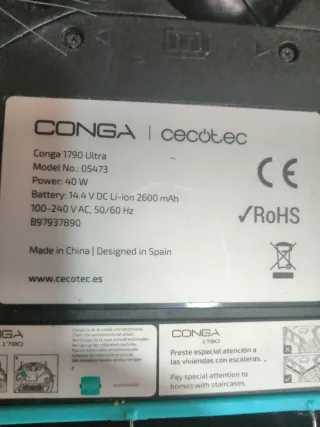 CONGA | cecotec
Conga 1790 Ultra
Model No.: 05473
Power: 40 W
Battery: 14.4 V DC Li-ion 2600 mAh
100-240 V AC, 50/60 Hz
B97937890
CE
✓RoHS
Made in China | Designed in Spain
www.cecotec.es
CONGA
1790
CONGA
1790
Preste especial atención a
las viviendas con escaleras.
Pay special attention to
homes with staircases.